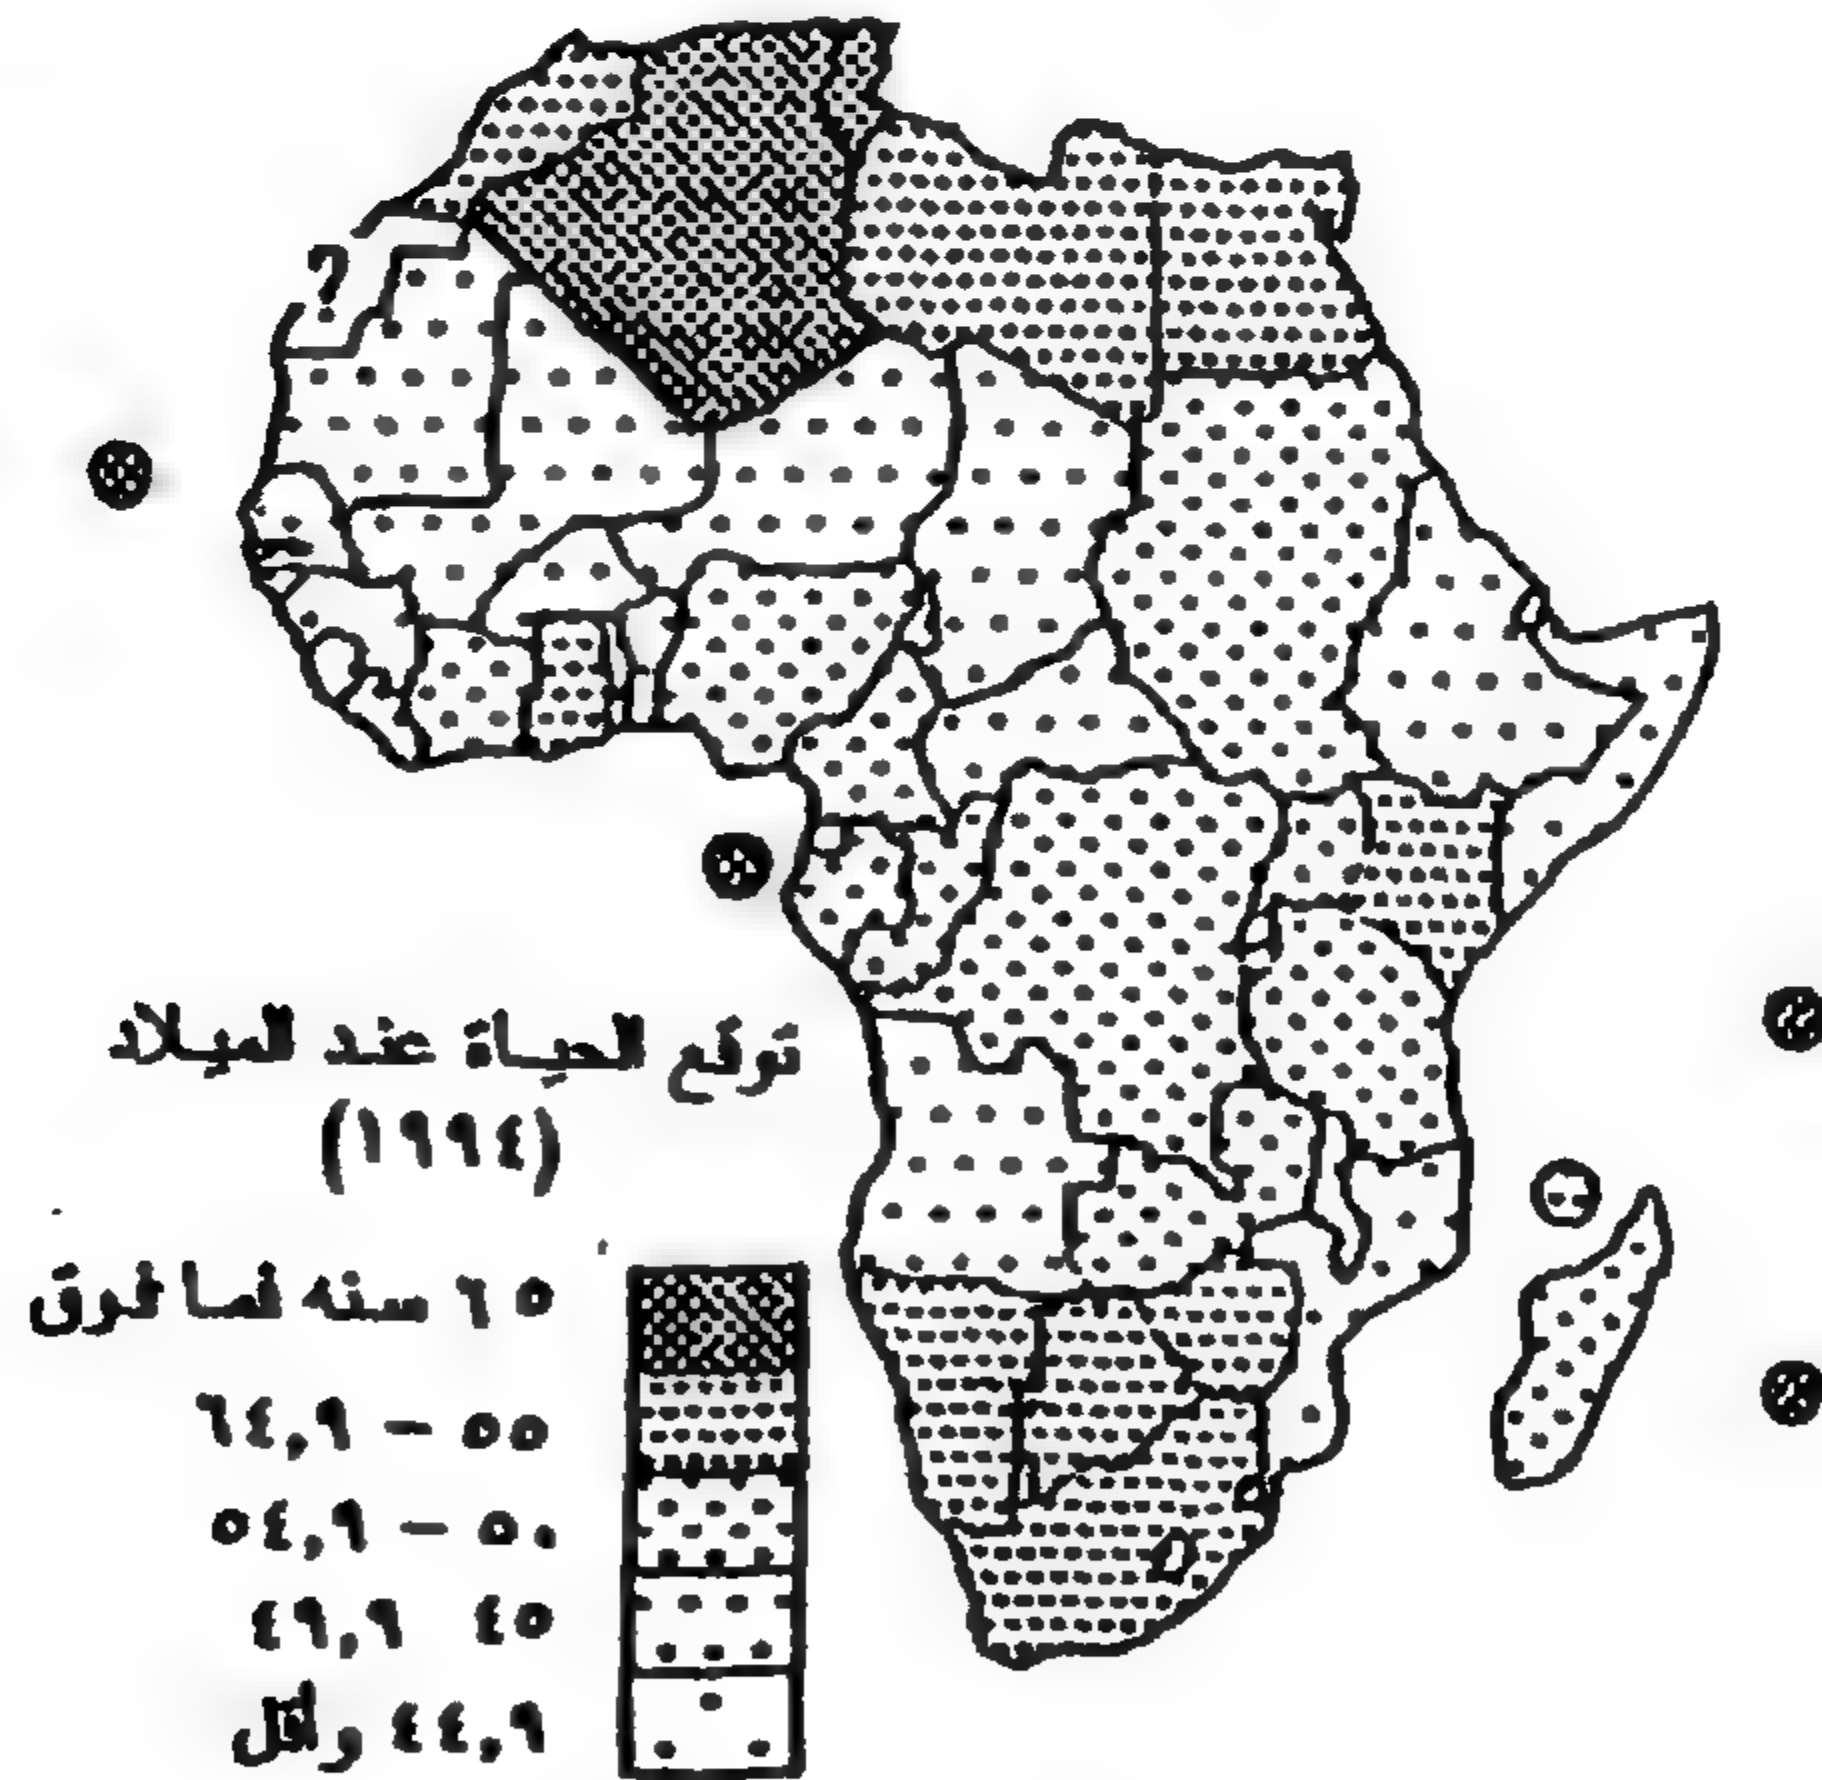 ?
توقع الحياة عند الميلاد
(١٩٩٤)
٦٥ سنه فما فوق
٥٥ – ٦٤,٩
٥٠ – ٥٤,٩
٤٥ ٤٩,٩
٤٤,٩ وأقل